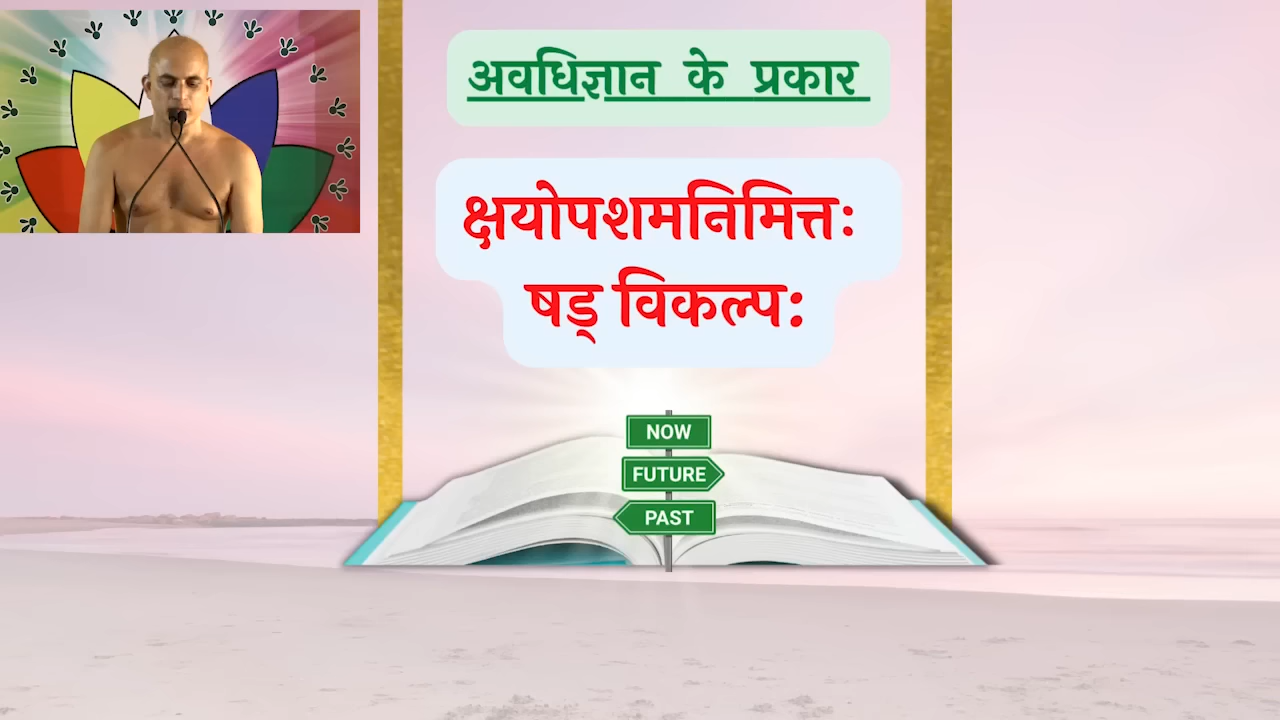 अवधिज्ञान के प्रकार
क्षयोपशमनिमित्तः
षड् विकल्प:
NOW
FUTURE
PAST